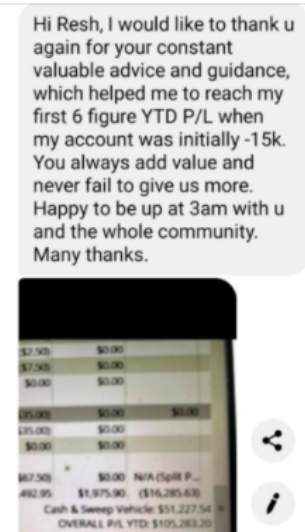 Hi Resh, I would like to thank u
again for your constant
valuable advice and guidance,
which helped me to reach my
first 6 figure YTD P/L when
my account was initially -15k.
You always add value and
never fail to give us more.
Happy to be up at 3am with u
and the whole community.
Many thanks.
$2.50) $0.00
$7.50) $0.00
$0.00 $0.00
$0.00 $0.00
$0.00
$0.00 $0.00
$67.50) $0.00 N/A (Split P...
492.95 $1,975.90 ($16,285.63)
Cash & Sweep Vehicle: $51,227.54
OVERALL P/L YTD: $105,283.20